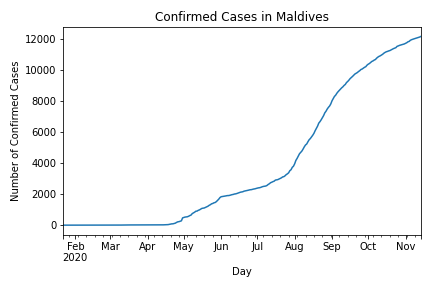 Confirmed Cases in Maldives
Number of Confirmed Cases
12000
10000
8000
6000
4000
2000
0
Feb Mar Apr May Jun Jul Aug Sep Oct Nov
2020
Day